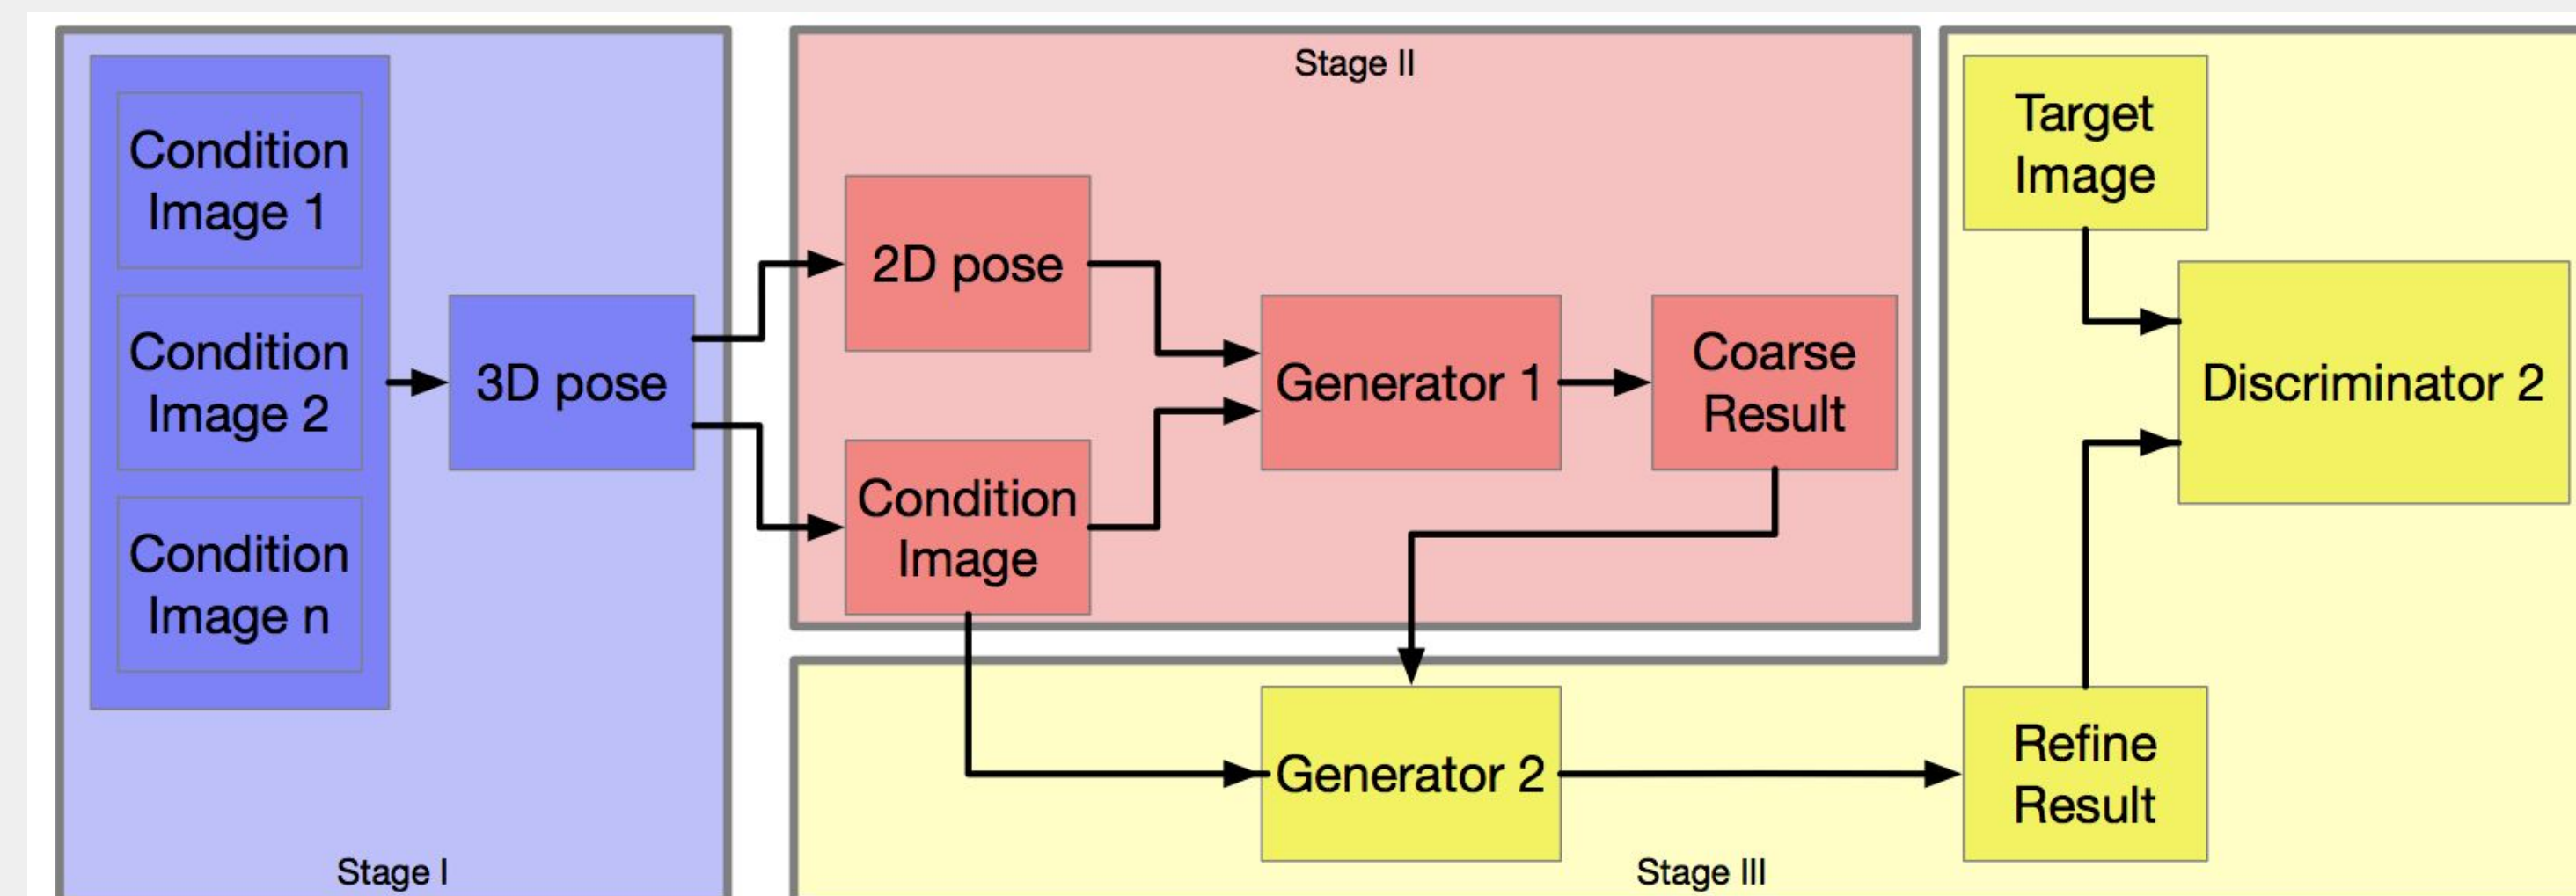 Condition
Image 1
Condition
Image 2
Condition
Image n
3D pose
Stage I
Stage II
2D pose
Condition
Image
Generator 1
Coarse
Result
Target
Image
Discriminator 2
Generator 2
Refine
Result
Stage III